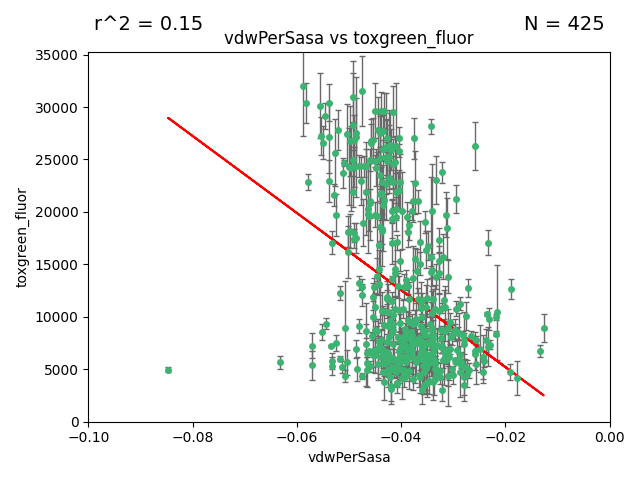 r^2 = 0.15
N = 425
vdwPerSasa vs toxgreen_fluor
35000
30000
25000
20000
15000
10000
5000
0
toxgreen_fluor
−0.10
−0.08
−0.06
−0.04
−0.02
0.00
vdwPerSasa